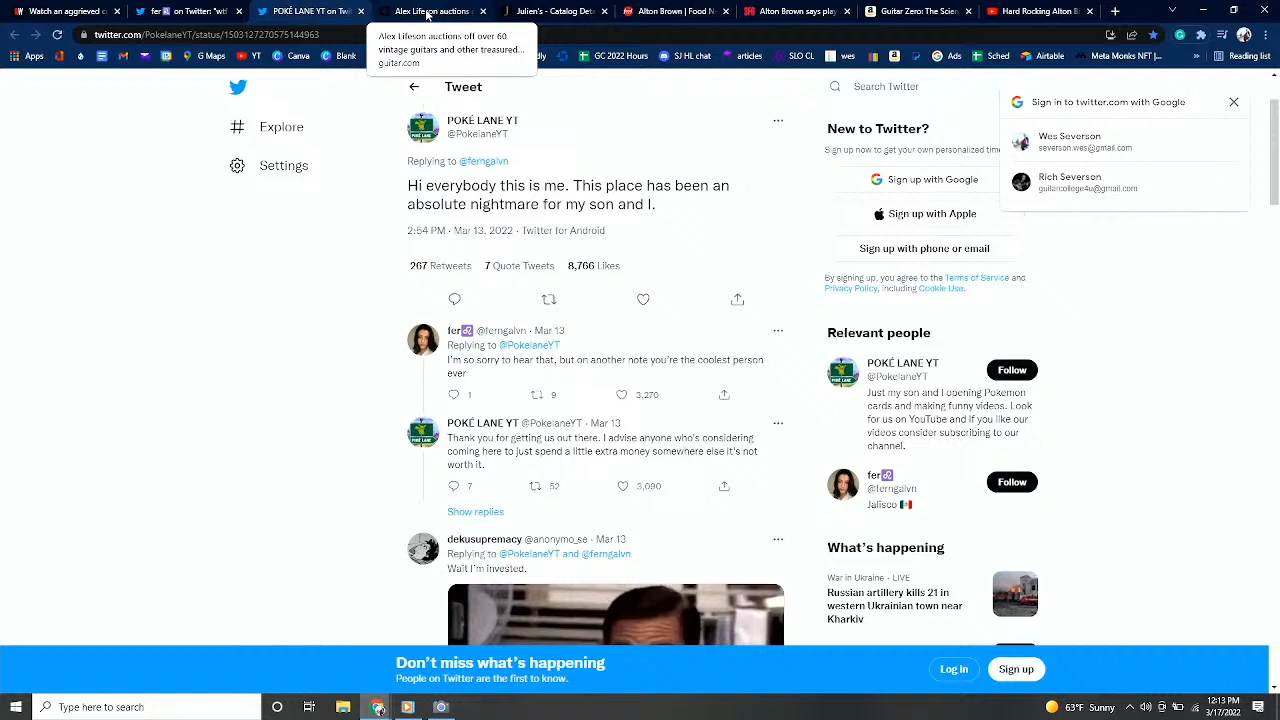 Watch an aggrieved c
fer♌ on Twitter: "wtf
POKÉ LANE YT on Twit
Alex Lifeson auctions
Julien's - Catalog Det
Alton Brown | Food N
Alton Brown says play
Guitar Zero: The Scie
Hard Rocking After F
twitter.com/PokelaneYT/status/1503127270575144963
Alex Lifeson auctions off over 60
vintage guitars and other treasured...
guitar.com
Apps
G Maps
YT
Canva
Blank
GC 2022 Hours
SJ HL chat
articles
SLO CL
wes
Ads
Sched
Airtable
Meta Monks NFT |...
»
Reading list
Tweet
Search Twitter
Explore
Settings
POKÉ LANE YT
@PokelaneYT
Replying to @ferngalvn
Hi everybody this is me. This place has been an
absolute nightmare for my son and I.
2:54 PM · Mar 13, 2022 · Twitter for Android
267 Retweets 7 Quote Tweets 8,766 Likes
fer♌ @ferngalvn · Mar 13
Replying to @PokelaneYT
I'm so sorry to hear that, but on another note you're the coolest person
ever
1 9 3,270
POKÉ LANE YT @PokelaneYT · Mar 13
Thank you for getting us out there. I advise anyone who's considering
coming here to just spend a little extra money somewhere else it's not
worth it.
7 52 3,090
Show replies
dekusupremacy @anonymo_se · Mar 13
Replying to @PokelaneYT and @ferngalvn
Wait I'm invested.
New to Twitter?
Sign up now to get your own personalized time
Sign up with Google
Sign up with Apple
Sign up with phone or email
By signing up, you agree to the Terms of Service and
Privacy Policy, including Cookie Use.
Sign in to twitter.com with Google
Wes Severson
severson.wes@gmail.com
Rich Severson
guitarcollege4u@gmail.com
Relevant people
POKÉ LANE YT
@PokelaneYT
Follow
Just my son and I opening Pokemon
cards and making funny videos. Look
for us on YouTube and if you like our
videos consider subscribing to our
channel.
fer♌
@ferngalvn
Follow
Jalisco 🇲🇽
What's happening
War in Ukraine · LIVE
Russian artillery kills 21 in
western Ukrainian town near
Kharkiv
Don't miss what's happening
People on Twitter are the first to know.
Log in
Sign up
Type here to search
65°F Sunny
12:13 PM
3/17/2022